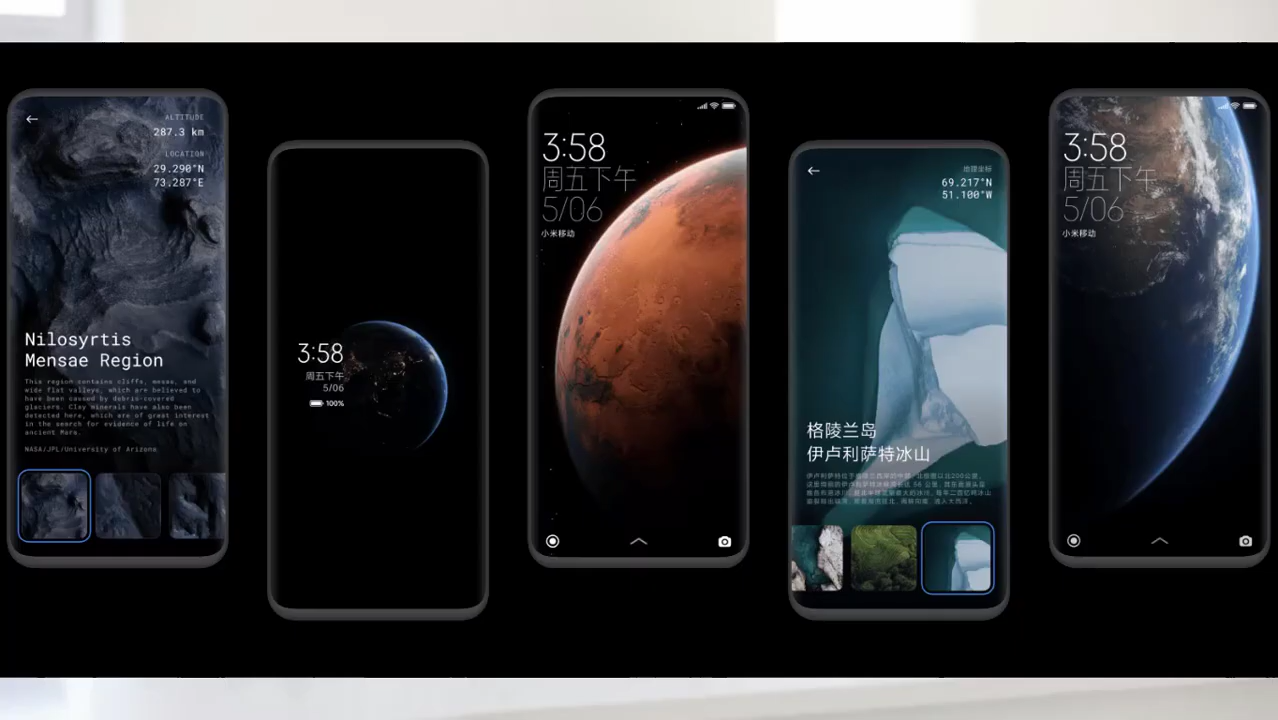 ALTITUDE
287.3 km
LOCATION
29.290°N
73.287°E
Nilosyrtis
Mensae Region
This region contains cliffs, mesas, and
wide flat valleys, which are believed to
have been caused by debris-covered
glaciers. Clay minerals have also been
detected here, which are of great interest
in the search for evidence of life on
ancient Mars.
NASA/JPL/University of Arizona
3:58
周五下午
5/06
100%
3:58
周五下午
5/06
小米移动
地理坐标
69.217°N
51.100°W
格陵兰岛
伊卢利萨特冰山
3:58
周五下午
5/06
小米移动